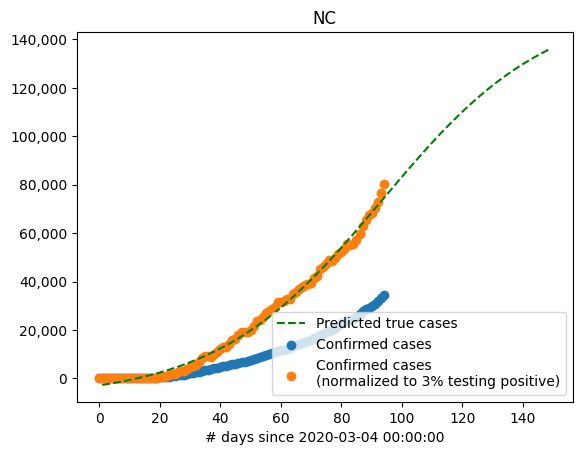 NC
140,000
120,000
100,000
80,000
60,000
40,000
20,000
0
Predicted true cases
Confirmed cases
Confirmed cases
(normalized to 3% testing positive)
0 20 40 60 80 100 120 140
# days since 2020-03-04 00:00:00